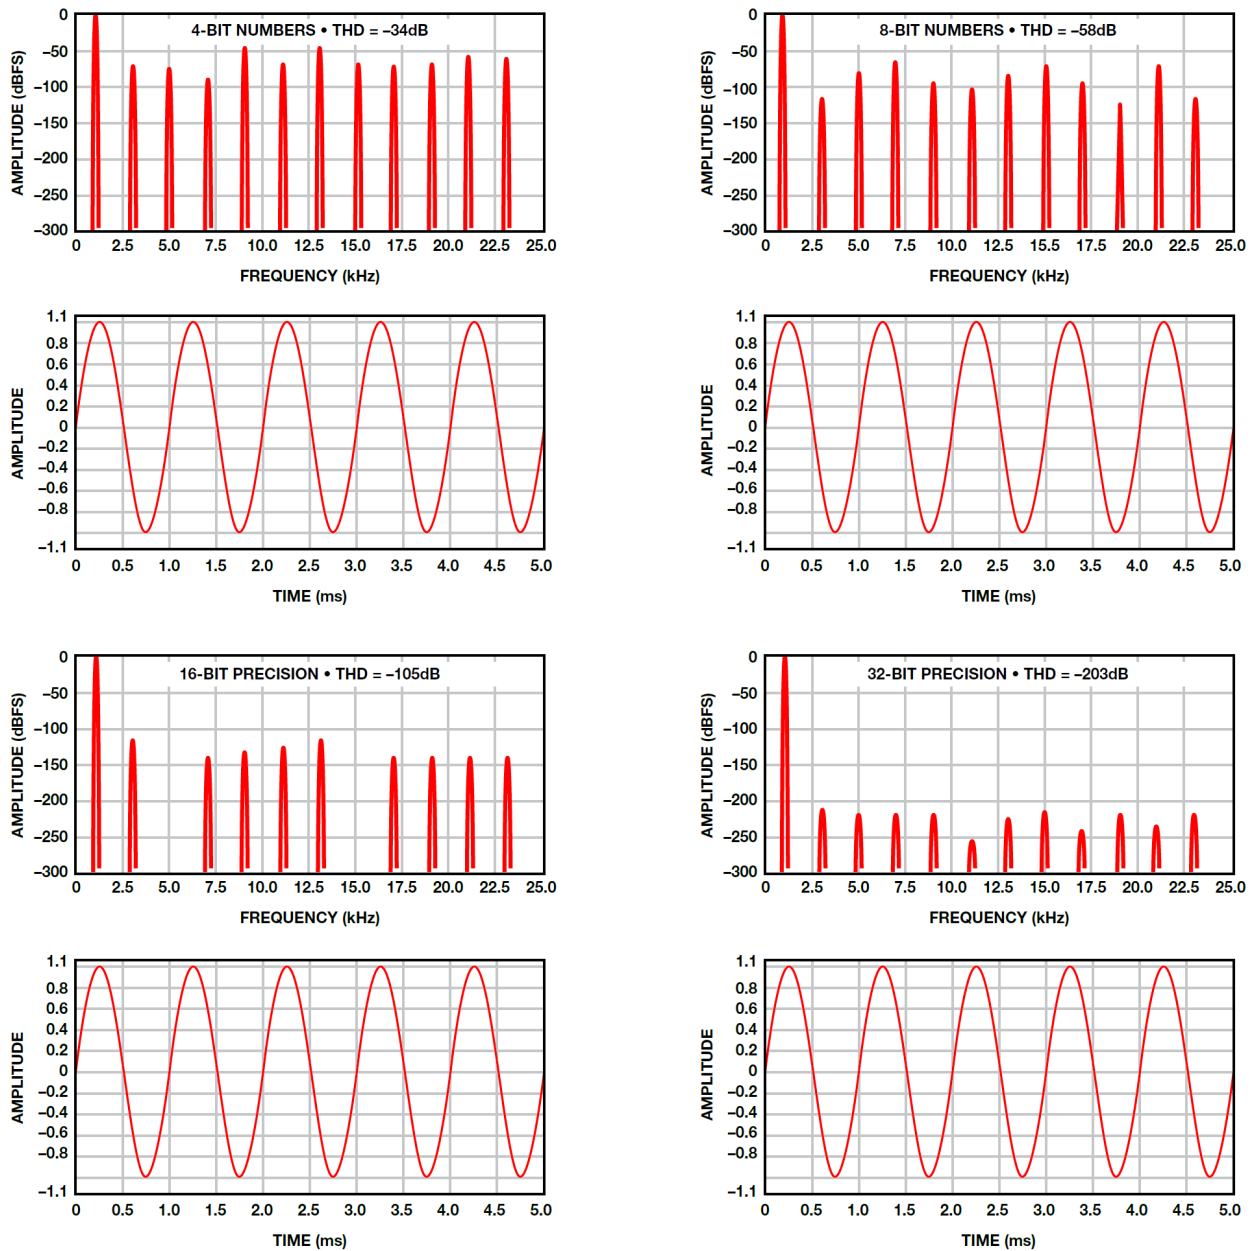 4-BIT NUMBERS • THD = –34dB
AMPLITUDE (dBFS)
0
–50
–100
–150
–200
–250
–300
0 2.5 5.0 7.5 10.0 12.5 15.0 17.5 20.0 22.5 25.0
FREQUENCY (kHz)
8-BIT NUMBERS • THD = –58dB
AMPLITUDE (dBFS)
0
–50
–100
–150
–200
–250
–300
0 2.5 5.0 7.5 10.0 12.5 15.5 17.5 20.0 22.5 25.0
FREQUENCY (kHz)
AMPLITUDE
1.1
0.8
0.6
0.4
0.2
0
–0.2
–0.4
–0.6
–0.8
–1.1
0 0.5 1.0 1.5 2.0 2.5 3.0 3.5 4.0 4.5 5.0
TIME (ms)
AMPLITUDE
1.1
0.8
0.6
0.4
0.2
0
–0.2
–0.4
–0.6
–0.8
–1.1
0 0.5 1.0 1.5 2.0 2.5 3.0 3.5 4.0 4.5 5.0
TIME (ms)
16-BIT PRECISION • THD = –105dB
AMPLITUDE (dBFS)
0
–50
–100
–150
–200
–250
–300
0 2.5 5.0 7.5 10.0 12.5 15.0 17.5 20.0 22.5 25.0
FREQUENCY (kHz)
32-BIT PRECISION • THD = –203dB
AMPLITUDE (dBFS)
0
–50
–100
–150
–200
–250
–300
0 2.5 5.0 7.5 10.0 12.5 15.0 17.5 20.0 22.5 25.0
FREQUENCY (kHz)
AMPLITUDE
1.1
0.8
0.6
0.4
0.2
0
–0.2
–0.4
–0.6
–0.8
–1.1
0 0.5 1.0 1.5 2.0 2.5 3.0 3.5 4.0 4.5 5.0
TIME (ms)
AMPLITUDE
1.1
0.8
0.6
0.4
0.2
0
–0.2
–0.4
–0.6
–0.8
–1.1
0 0.5 1.0 1.5 2.0 2.5 3.0 3.5 4.0 4.5 5.0
TIME (ms)